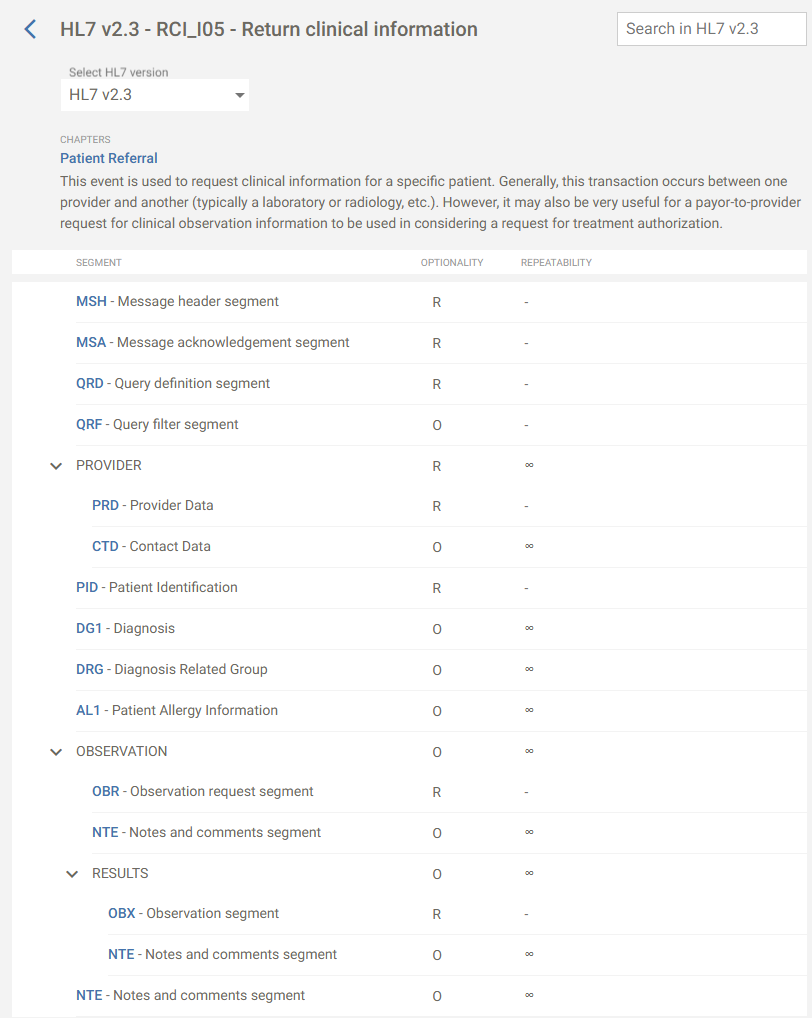 HL7 v2.3 - RCI_I05 - Return clinical information
Search in HL7 v2.3
Select HL7 version
HL7 v2.3
CHAPTERS
Patient Referral
This event is used to request clinical information for a specific patient. Generally, this transaction occurs between one
provider and another (typically a laboratory or radiology, etc.). However, it may also be very useful for a payor-to-provider
request for clinical observation information to be used in considering a request for treatment authorization.
SEGMENT OPTIONALITY REPEATABILITY
MSH - Message header segment R -
MSA - Message acknowledgement segment R -
QRD - Query definition segment R -
QRF - Query filter segment O -
PROVIDER R ∞
PRD - Provider Data R -
CTD - Contact Data O ∞
PID - Patient Identification R -
DG1 - Diagnosis O ∞
DRG - Diagnosis Related Group O ∞
AL1 - Patient Allergy Information O ∞
OBSERVATION O ∞
OBR - Observation request segment R -
NTE - Notes and comments segment O ∞
RESULTS O ∞
OBX - Observation segment R -
NTE - Notes and comments segment O ∞
NTE - Notes and comments segment O ∞